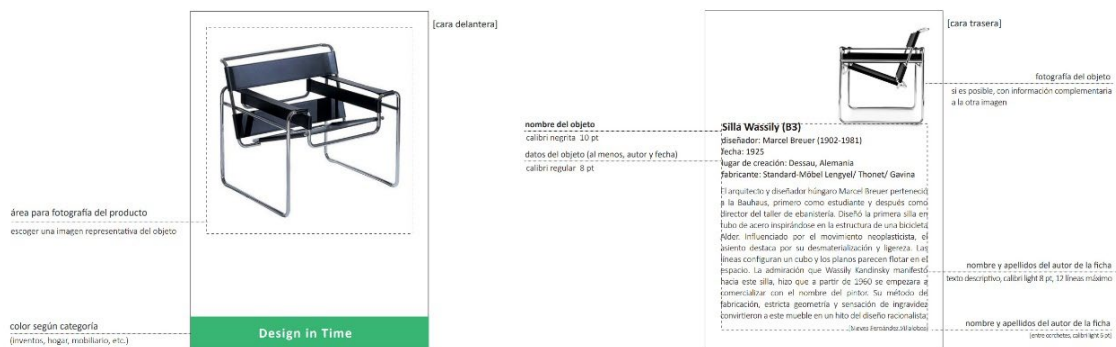 [cara delantera]
área para fotografía del producto
escoger una imagen representativa del objeto
color según categoría
(inventos, hogar, mobiliario, etc.)
Design in Time
[cara trasera]
fotografía del objeto
si es posible, con información complementaria
a la otra imagen
nombre del objeto
calibri negrita 10 pt
datos del objeto (al menos, autor y fecha)
calibri regular 8 pt
Silla Wassily (B3)
diseñador: Marcel Breuer (1902-1981)
fecha: 1925
lugar de creación: Dessau, Alemania
fabricante: Standard-Möbel Lengyel/ Thonet/ Gavina
El arquitecto y diseñador húngaro Marcel Breuer perteneció
a la Bauhaus, primero como estudiante y después como
director del taller de ebanistería. Diseñó la primera silla en
tubo de acero inspirándose en la estructura de una bicicleta
Adler. Influenciado por el movimiento neoplasticista, el
asiento destaca por su desmaterialización y ligereza. Las
líneas configuran un cubo y los planos parecen flotar en el
espacio. La admiración que Wassily Kandinsky manifestó
hacia este silla, hizo que a partir de 1960 se empezara a
comercializar con el nombre del pintor. Su método de
fabricación, estricta geometría y sensación de ingravidez
convirtieron a este mueble en un hito del diseño racionalista.
[Nieves Fernández Villalobos]
nombre y apellidos del autor de la ficha
texto descriptivo, calibri light 8 pt, 12 líneas máximo
nombre y apellidos del autor de la ficha
(entre corchetes, calibri light 6 pt)